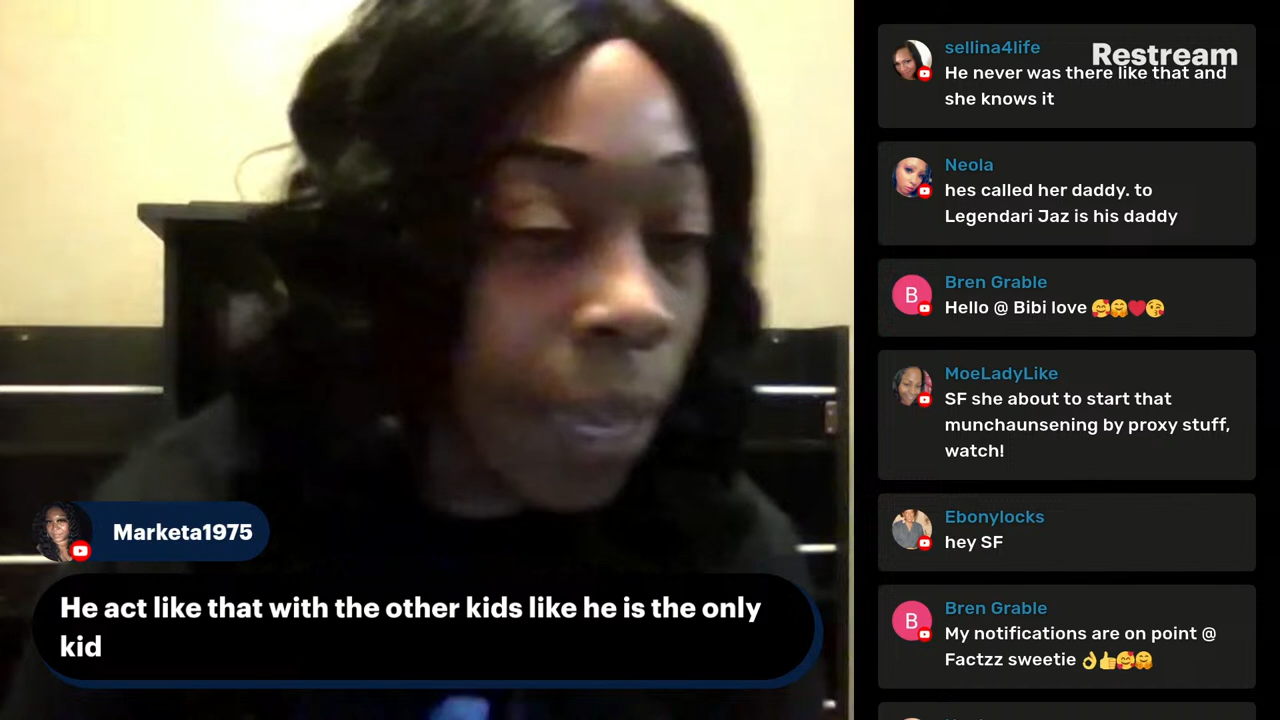 Restream
sellina4life
He never was there like that and
she knows it
Neola
hes called her daddy. to
Legendari Jaz is his daddy
B
Bren Grable
Hello @ Bibi love 🥰🤗❤️😘
MoeLadyLike
SF she about to start that
munchaunsening by proxy stuff,
watch!
Ebonylocks
hey SF
B
Bren Grable
My notifications are on point @
Factzz sweetie 👌👍🥰🤗
Marketa1975
He act like that with the other kids like he is the only
kid